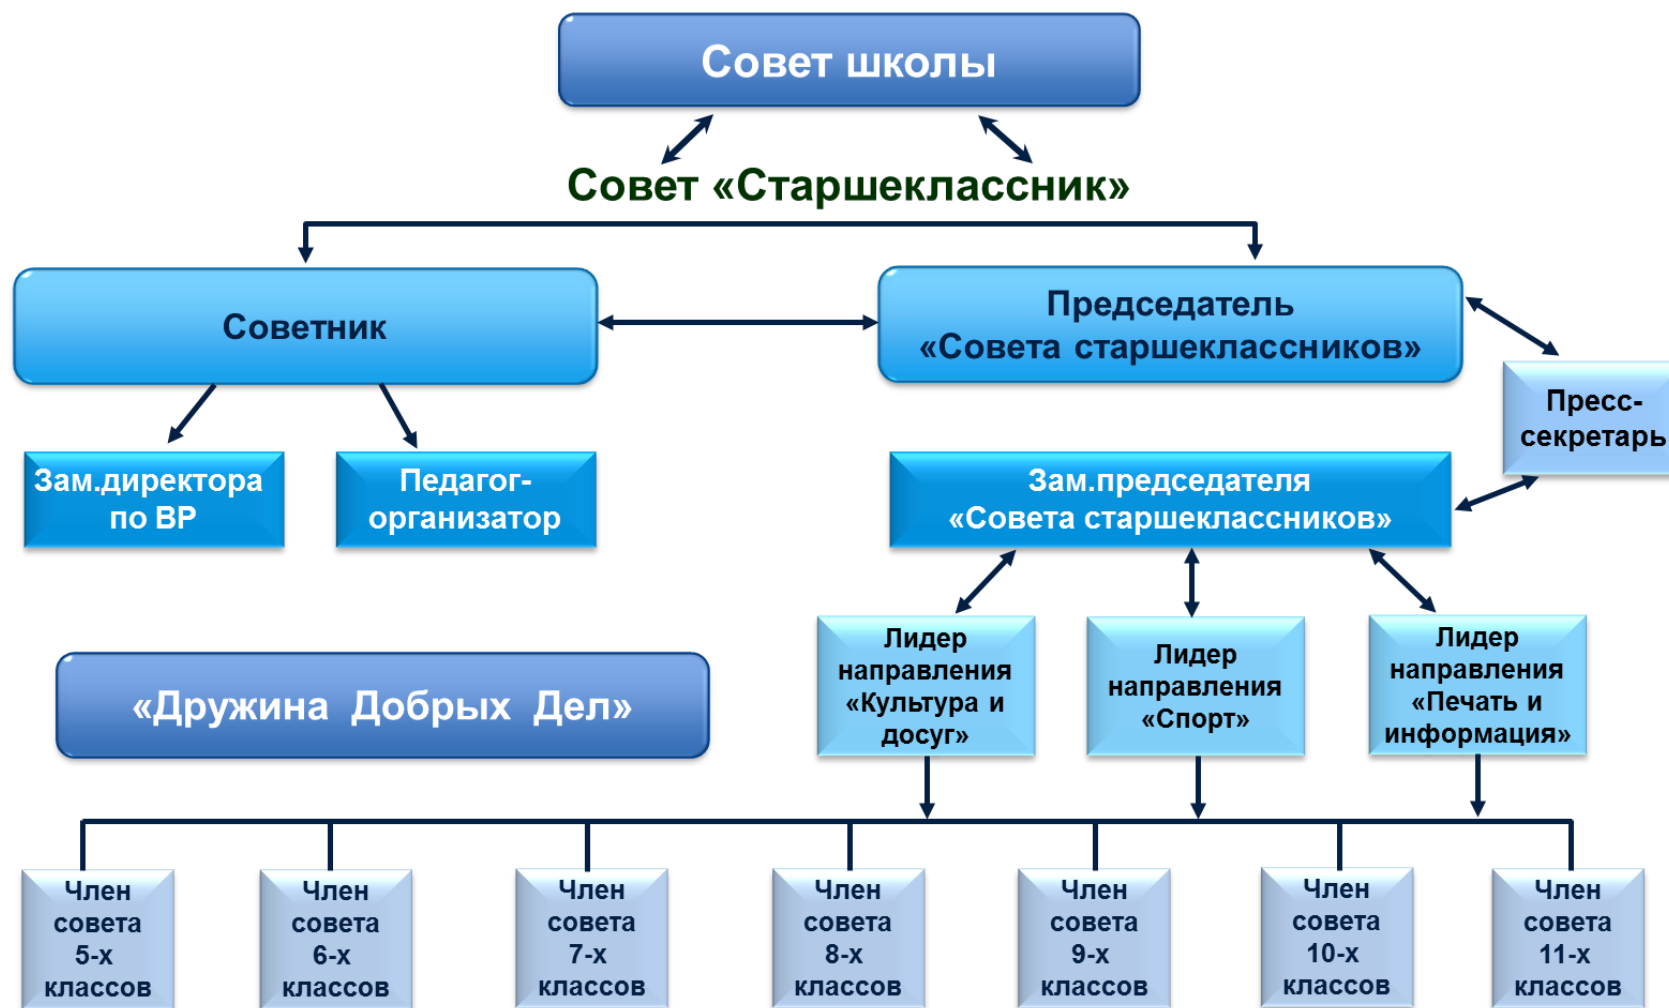 Совет школы
Совет «Старшеклассник»
Советник
Председатель
«Совета старшеклассников»
Пресс-
секретарь
Зам.директора
по ВР
Педагог-
организатор
Зам.председателя
«Совета старшеклассников»
Лидер
направления
«Культура и
досуг»
Лидер
направления
«Спорт»
Лидер
направления
«Печать и
информация»
«Дружина Добрых Дел»
Член
совета
5-х
классов
Член
совета
6-х
классов
Член
совета
7-х
классов
Член
совета
8-х
классов
Член
совета
9-х
классов
Член
совета
10-х
классов
Член
совета
11-х
классов